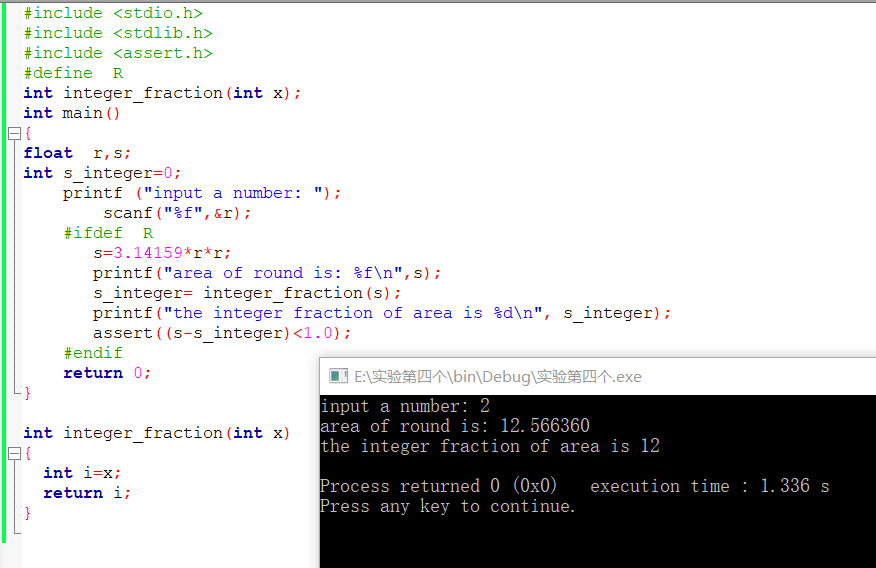 #include <stdio.h>
#include <stdlib.h>
#include <assert.h>
#define  R
int integer_fraction(int x);
int main()
{
float  r,s;
int s_integer=0;
    printf ("input a number: ");
        scanf("%f",&r);
    #ifdef  R
       s=3.14159*r*r;
       printf("area of round is: %f\n",s);
       s_integer= integer_fraction(s);
       printf("the integer fraction of area is %d\n", s_integer);
       assert((s-s_integer)<1.0);
    #endif
    return 0;
}
int integer_fraction(int x)
{
  int i=x;
  return i;
}
E:\实验第四个\bin\Debug\实验第四个.exe
input a number: 2
area of round is: 12.566360
the integer fraction of area is 12
Process returned 0 (0x0)   execution time : 1.336 s
Press any key to continue.